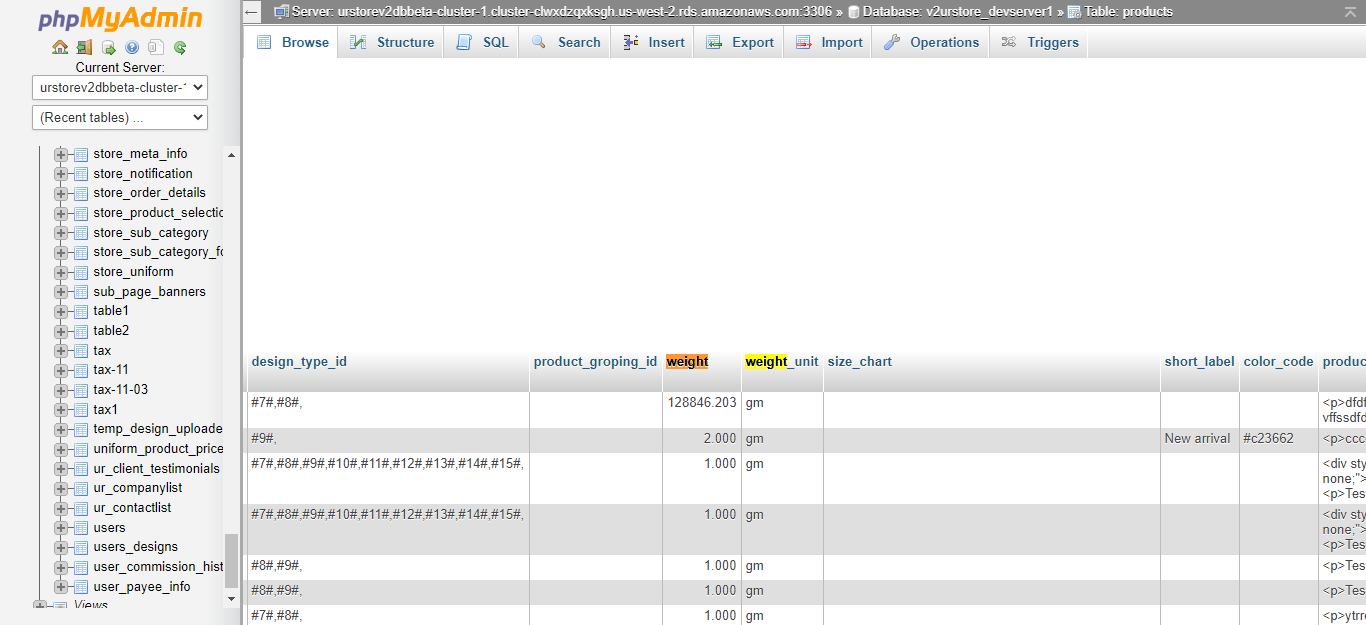 phpMyAdmin
Current Server:
urstorev2dbbeta-cluster-
(Recent tables) ...
store_meta_info
store_notification
store_order_details
store_product_selectio
store_sub_category
store_sub_category_fo
store_uniform
sub_page_banners
table1
table2
tax
tax-11
tax-11-03
tax1
temp_design_uploade
uniform_product_price
ur_client_testimonials
ur_companylist
ur_contactlist
users
users_designs
user_commission_hist
user_payee_info
Views
Server: urstorev2dbbeta-cluster-1.cluster-clwxdzqxksgh.us-west-2.rds.amazonaws.com:3306 » Database: v2urstore_devserver1 » Table: products
Browse Structure SQL Search Insert Export Import Operations Triggers
design_type_id product_groping_id weight weight_unit size_chart short_label color_code produc
#7#,#8#, 128846.203 gm <p>dfdf
vffssdfd
#9#, 2.000 gm New arrival #c23662 <p>ccc
#7#,#8#,#9#,#10#,#11#,#12#,#13#,#14#,#15#, 1.000 gm <div sty
none;">
<p>Tes
#7#,#8#,#9#,#10#,#11#,#12#,#13#,#14#,#15#, 1.000 gm <div sty
none;">
<p>Tes
#8#,#9#, 1.000 gm <p>Tes
#8#,#9#, 1.000 gm <p>Tes
#7#,#8#, 1.000 gm <p>ytrr